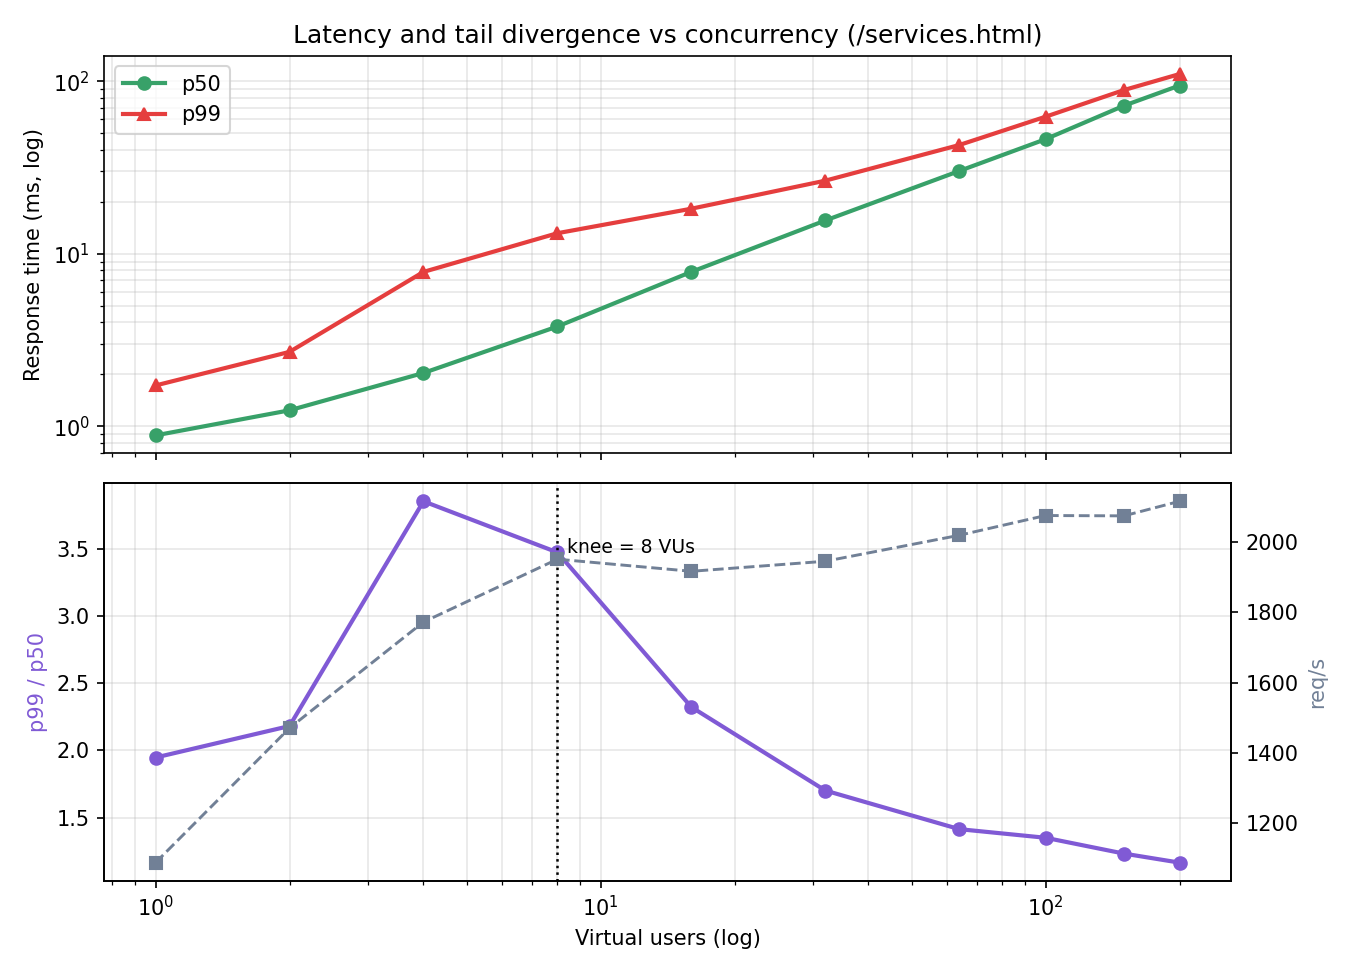 Latency and tail divergence vs concurrency (/services.html)
p50
p99
Response time (ms, log)
10²
10¹
10⁰
knee = 8 VUs
p99 / p50
3.5
3.0
2.5
2.0
1.5
2000
1800
1600
1400
1200
req/s
10⁰ 10¹ 10²
Virtual users (log)